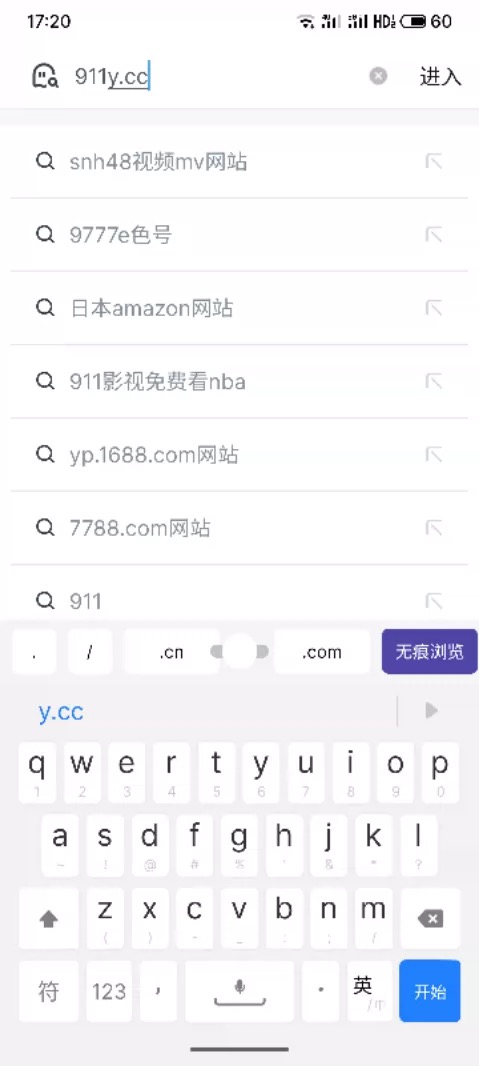 17:20 HD 60
911y.cc 进入
snh48视频mv网站
9777e色号
日本amazon网站
911影视免费看nba
yp.1688.com网站
7788.com网站
911
. / .cn .com 无痕浏览
y.cc
q w e r t y u i o p
1 2 3 4 5 6 7 8 9 0
a s d f g h j k l
~ ! @ # % ' & * ?
z x c v b n m
( ) - _ : ; /
符 123 , . 英/中 开始